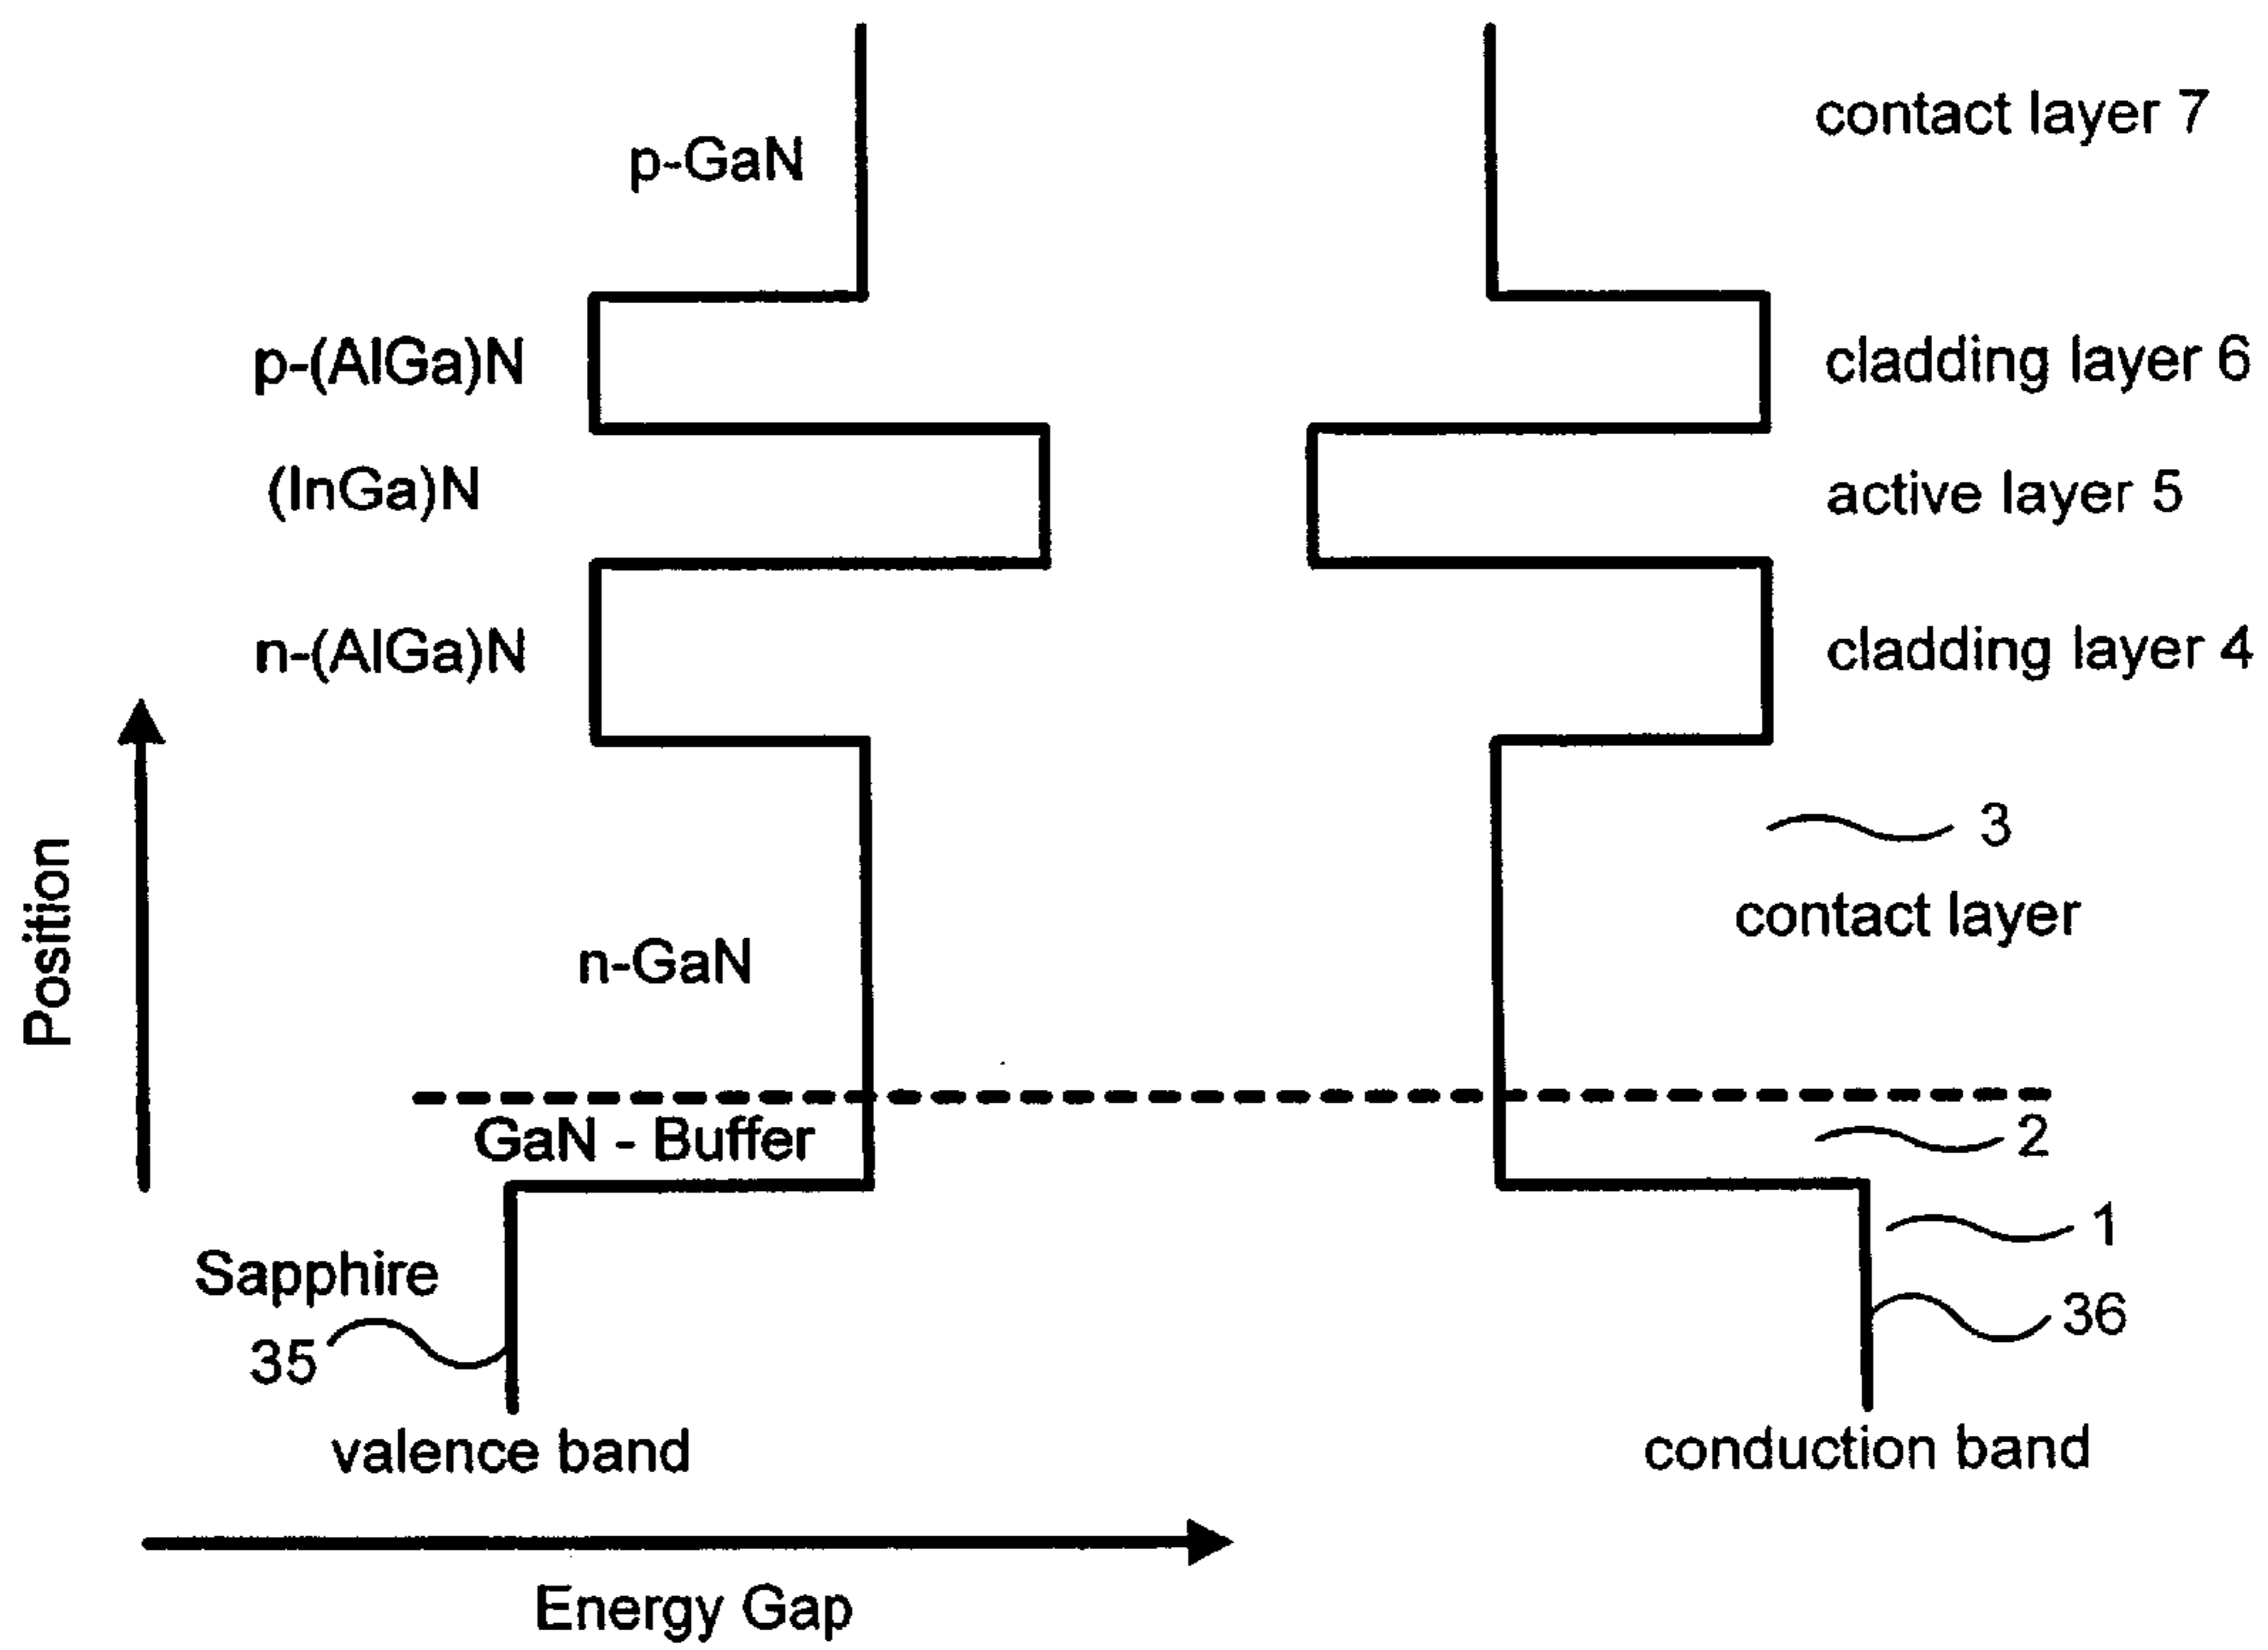 p-GaN
contact layer 7
p-(AlGa)N
cladding layer 6
(InGa)N
active layer 5
n-(AlGa)N
cladding layer 4
3
contact layer
Position
n-GaN
GaN - Buffer
2
1
Sapphire
36
35
valence band
conduction band
Energy Gap